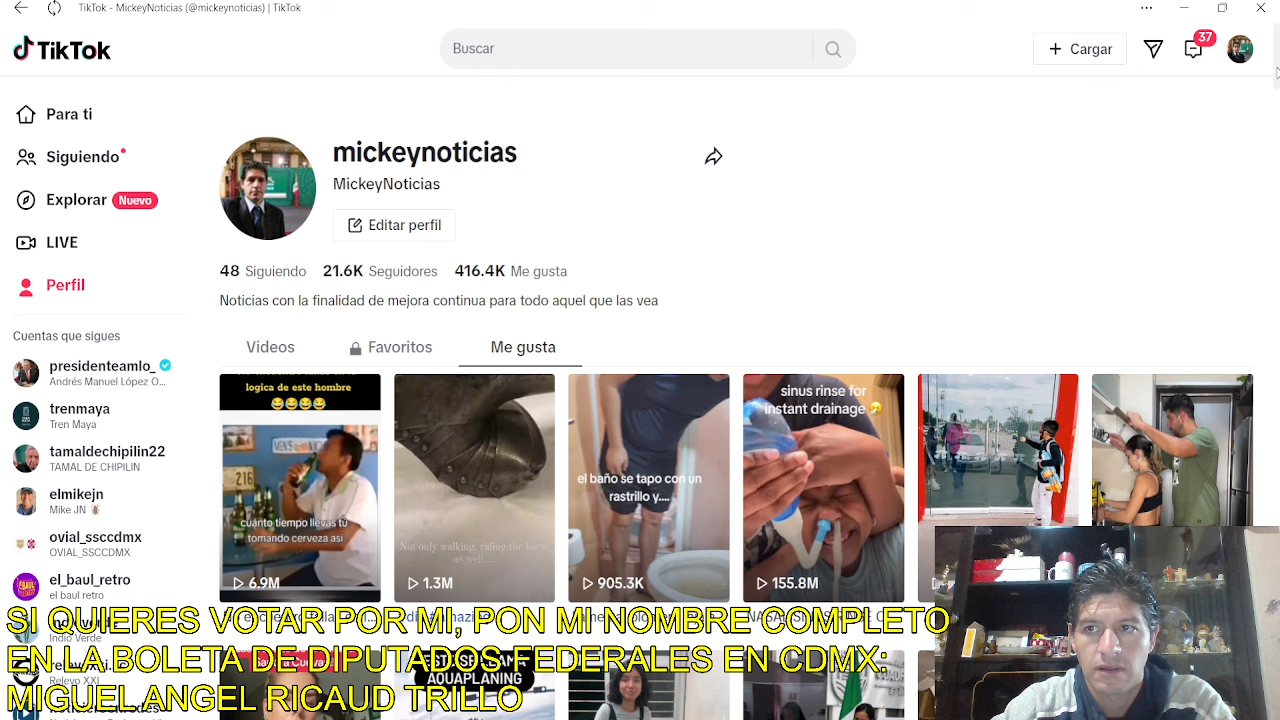 TikTok - MickeyNoticias (@mickeynoticias) | TikTok
TikTok
Buscar
Cargar
37
Para ti
Siguiendo
Explorar Nuevo
LIVE
Perfil
Cuentas que sigues
presidenteamlo_
Andrés Manuel López O...
trenmaya
Tren Maya
tamaldechipilin22
TAMAL DE CHIPILIN
elmikejn
Mike JN
ovial_ssccdmx
OVIAL_SSCCDMX
el_baul_retro
el baul retro
Indio Verde
Relevo XXI
mickeynoticias
MickeyNoticias
Editar perfil
48 Siguiendo 21.6K Seguidores 416.4K Me gusta
Noticias con la finalidad de mejora continua para todo aquel que las vea
Videos Favoritos Me gusta
logica de este hombre
216
cuanto tiempo llevas tu
tomando cerveza asi
6.9M
Not only walking, riding the horse
as well....
1.3M
el baño se tapo con un
rastrillo y....
905.3K
sinus rinse for
instant drainage
155.8M
AQUAPLANING
SI QUIERES VOTAR POR MI, PON MI NOMBRE COMPLETO
EN LA BOLETA DE DIPUTADOS FEDERALES EN CDMX:
MIGUEL ANGEL RICAUD TRILLO